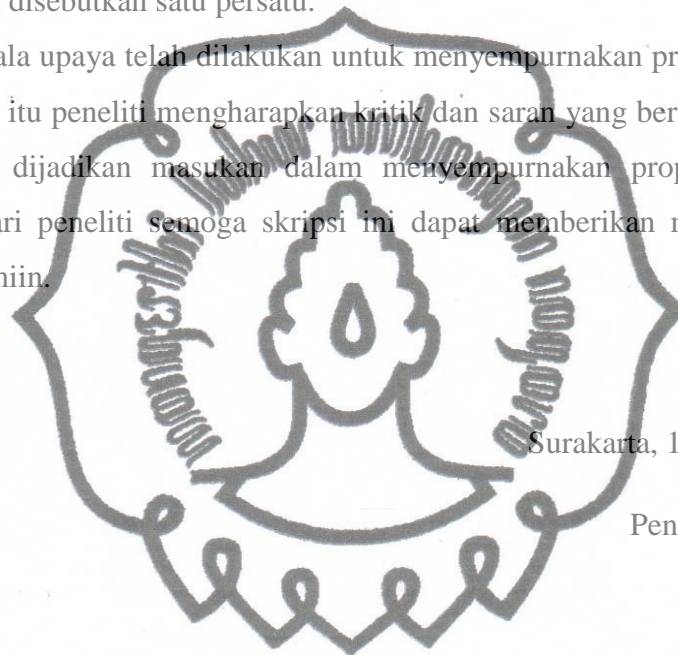 disebutkan satu persatu.
ala upaya telah dilakukan untuk menyempurnakan pr
itu peneliti mengharapkan kritik dan saran yang ber
dijadikan masukan dalam menyempurnakan prop
ari peneliti semoga skripsi ini dapat memberikan m
niin.
Surakarta, 1
Pen